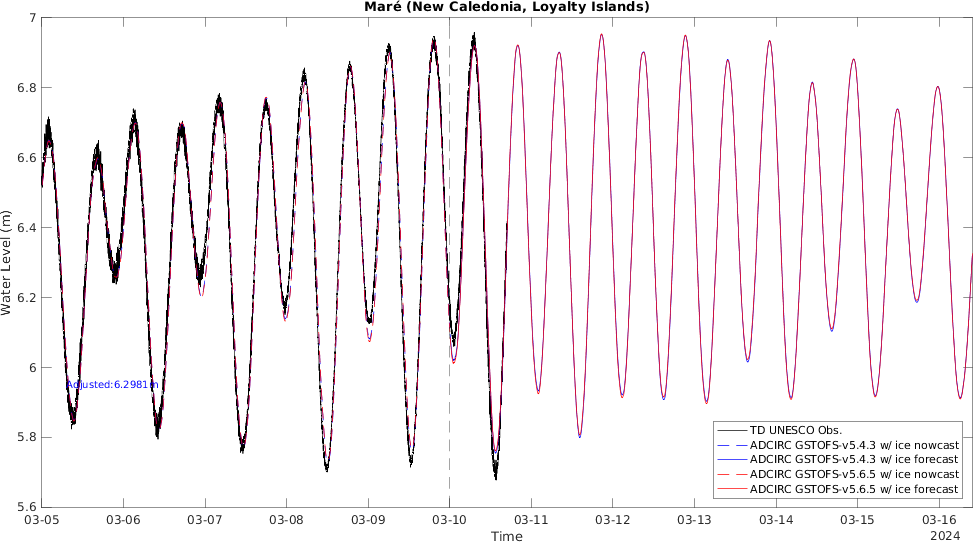 Maré (New Caledonia, Loyalty Islands)
7
6.8
6.6
6.4
6.2
6
5.8
5.6
Water Level (m)
Adjusted:6.2981m
TD UNESCO Obs.
ADCIRC GSTOFS-v5.4.3 w/ ice nowcast
ADCIRC GSTOFS-v5.4.3 w/ ice forecast
ADCIRC GSTOFS-v5.6.5 w/ ice nowcast
ADCIRC GSTOFS-v5.6.5 w/ ice forecast
03-05 03-06 03-07 03-08 03-09 03-10 03-11 03-12 03-13 03-14 03-15 03-16
Time
2024